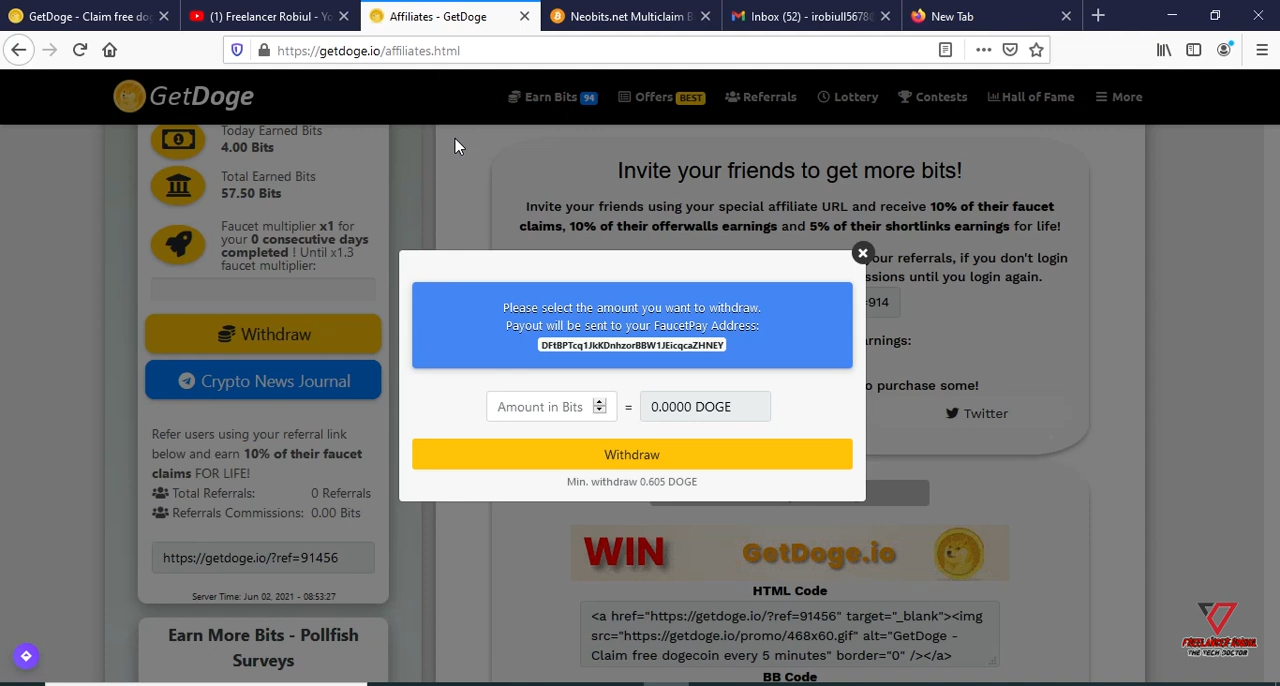 GetDoge - Claim free do
(1) Freelancer Robiul - Yo
Affiliates - GetDoge
Neobits.net Multiclaim B
Inbox (52) - irobiull5678
New Tab
https://getdoge.io/affiliates.html
GetDoge
Earn Bits 94
Offers BEST
Referrals
Lottery
Contests
Hall of Fame
More
Today Earned Bits
4.00 Bits
Total Earned Bits
57.50 Bits
Faucet multiplier x1 for
your 0 consecutive days
completed ! Until x1.3
faucet multiplier:
Withdraw
Crypto News Journal
Refer users using your referral link
below and earn 10% of their faucet
claims FOR LIFE!
Total Referrals: 0 Referrals
Referrals Commissions: 0.00 Bits
https://getdoge.io/?ref=91456
Server Time: Jun 02, 2021 - 08:53:27
Earn More Bits - Pollfish
Surveys
Invite your friends to get more bits!
Invite your friends using your special affiliate URL and receive 10% of their faucet
claims, 10% of their offerwalls earnings and 5% of their shortlinks earnings for life!
our referrals, if you don't login
ssions until you login again.
=914
rnings:
o purchase some!
Twitter
Please select the amount you want to withdraw.
Payout will be sent to your FaucetPay Address:
DFtBPTcq1JkKDnhzorBBW1JEicqcaZHNEY
Amount in Bits = 0.0000 DOGE
Withdraw
Min. withdraw 0.605 DOGE
WIN GetDoge.io
HTML Code
<a href="https://getdoge.io/?ref=91456" target="_blank"><img
src="https://getdoge.io/promo/468x60.gif" alt="GetDoge -
Claim free dogecoin every 5 minutes" border="0" /></a>
BB Code
FREELANCER ROBIUL
THE TECH DOCTOR